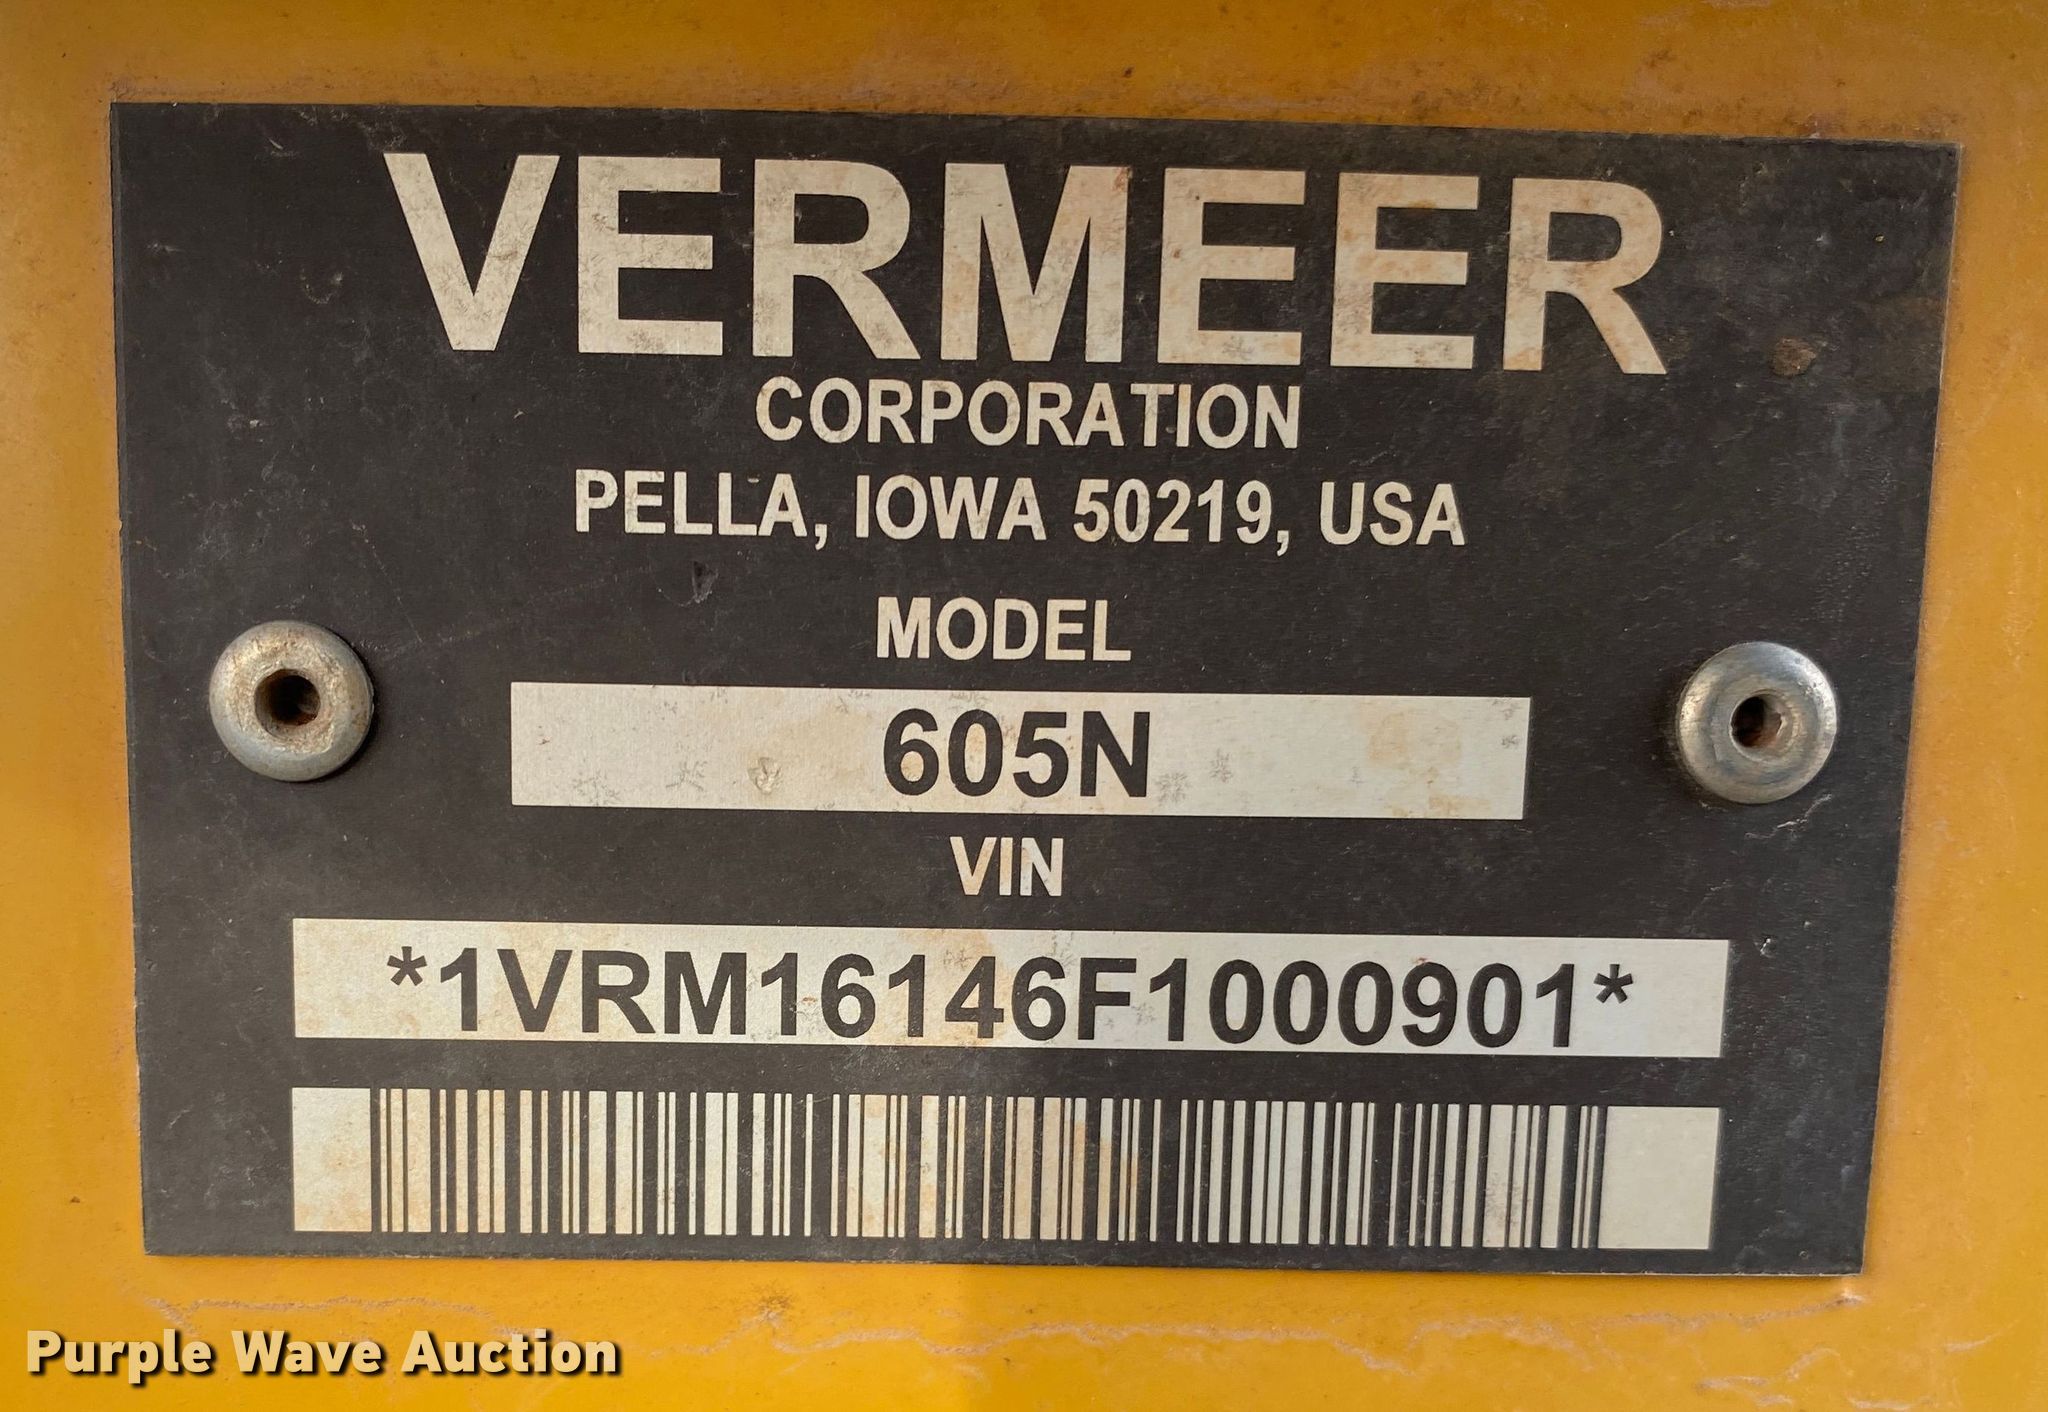 VERMEER
CORPORATION
PELLA, IOWA 50219, USA
MODEL
605N
VIN
*1VRM16146F1000901*
Purple Wave Auction